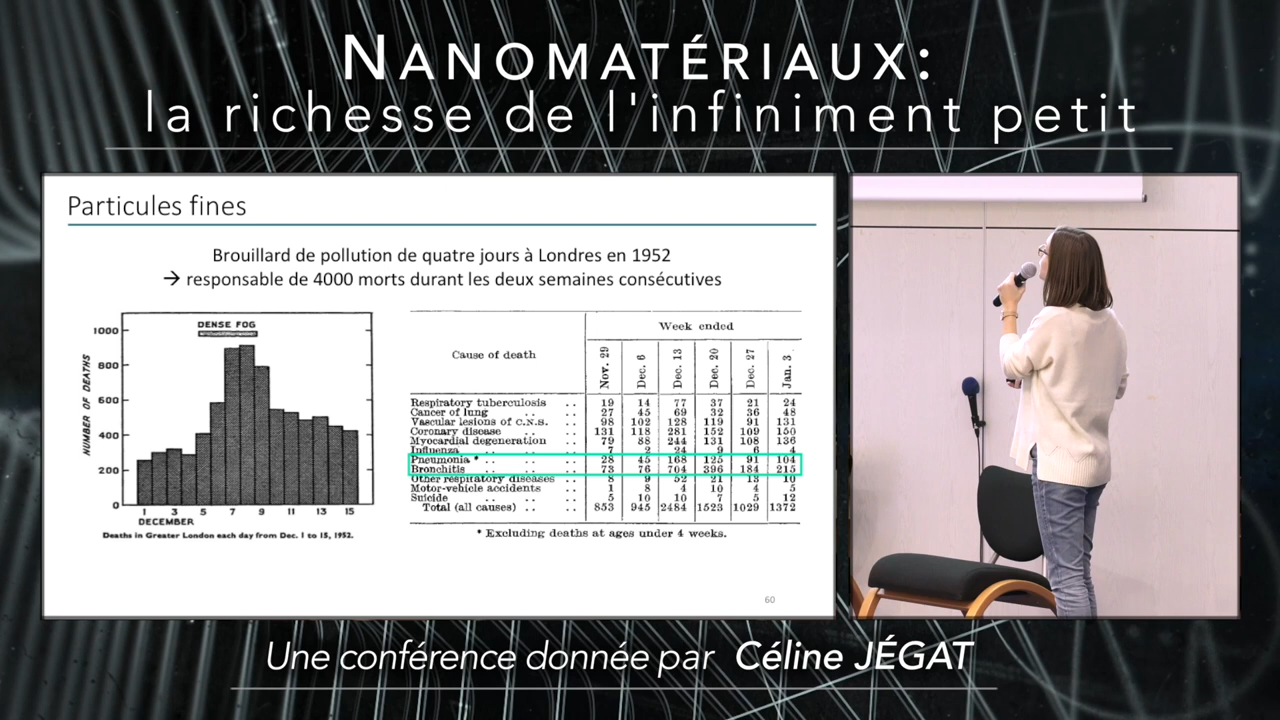 NANOMATÉRIAUX:
la richesse de l'infiniment petit
Particules fines
Brouillard de pollution de quatre jours à Londres en 1952
→ responsable de 4000 morts durant les deux semaines consécutives
DENSE FOG
1000
800
600
400
200
0
NUMBER OF DEATHS
1 3 5 7 9 11 13 15
DECEMBER
Deaths in Greater London each day from Dec. 1 to 15, 1952.
Week ended
Cause of death
Nov. 29 Dec. 6 Dec. 13 Dec. 20 Dec. 27 Jan. 3
Respiratory tuberculosis .. 19 14 77 37 21 24
Cancer of lung .. .. 27 45 69 32 36 48
Vascular lesions of C.N.S. .. 98 102 128 119 91 131
Coronary disease .. .. 131 118 281 152 109 150
Myocardial degeneration .. 79 88 244 131 108 136
Influenza .. .. .. 7 2 24 9 6 4
Pneumonia * .. .. .. 28 45 168 125 91 104
Bronchitis .. .. .. 73 76 704 396 184 215
Other respiratory diseases .. 8 9 52 21 13 10
Motor-vehicle accidents .. 1 8 4 10 4 5
Suicide .. .. .. 5 10 10 7 5 12
Total (all causes) .. .. 853 945 2484 1523 1029 1372
* Excluding deaths at ages under 4 weeks.
60
Une conférence donnée par Céline JÉGAT